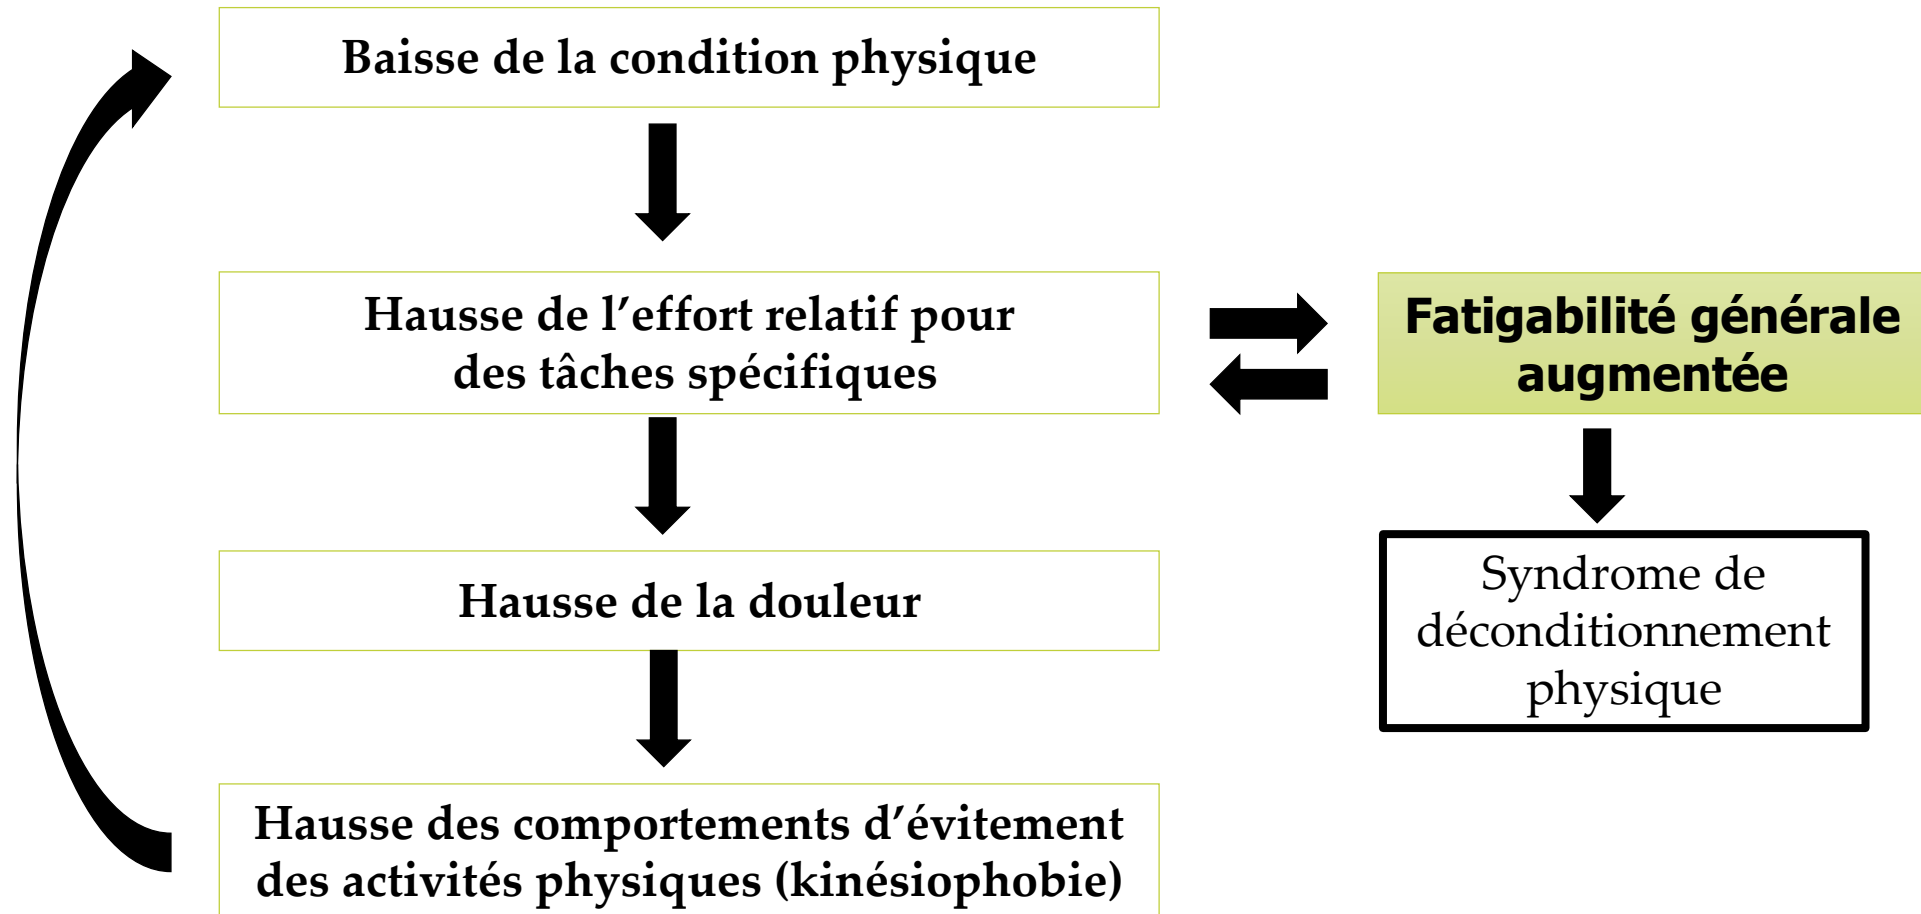 Baisse de la condition physique
Hausse de l’effort relatif pour
des tâches spécifiques
Fatigabilité générale
augmentée
Hausse de la douleur
Syndrome de
déconditionnement
physique
Hausse des comportements d’évitement
des activités physiques (kinésiophobie)